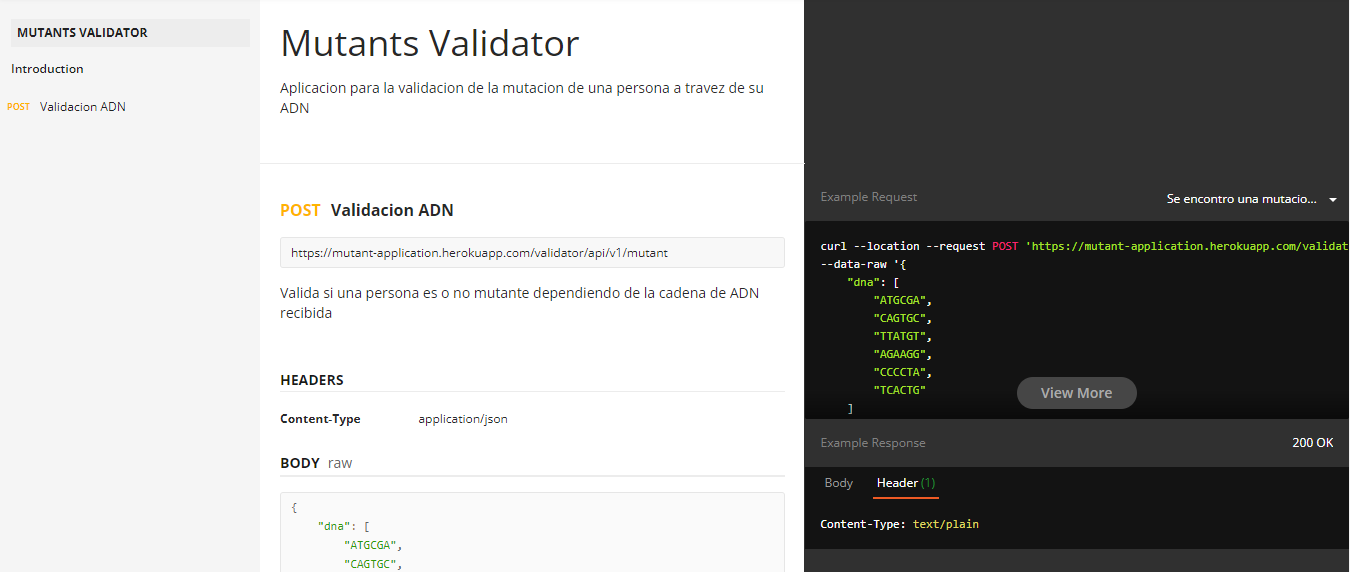 MUTANTS VALIDATOR
Introduction
POST Validacion ADN
Mutants Validator
Aplicacion para la validacion de la mutacion de una persona a travez de su
ADN
POST Validacion ADN
https://mutant-application.herokuapp.com/validator/api/v1/mutant
Valida si una persona es o no mutante dependiendo de la cadena de ADN
recibida
HEADERS
Content-Type application/json
BODY raw
{
"dna": [
"ATGCGA",
"CAGTGC",
Example Request Se encontro una mutacio...
curl --location --request POST 'https://mutant-application.herokuapp.com/validat
--data-raw '{
"dna": [
"ATGCGA",
"CAGTGC",
"TTATGT",
"AGAAGG",
"CCCCTA",
"TCACTG"
]
View More
Example Response 200 OK
Body Header (1)
Content-Type: text/plain